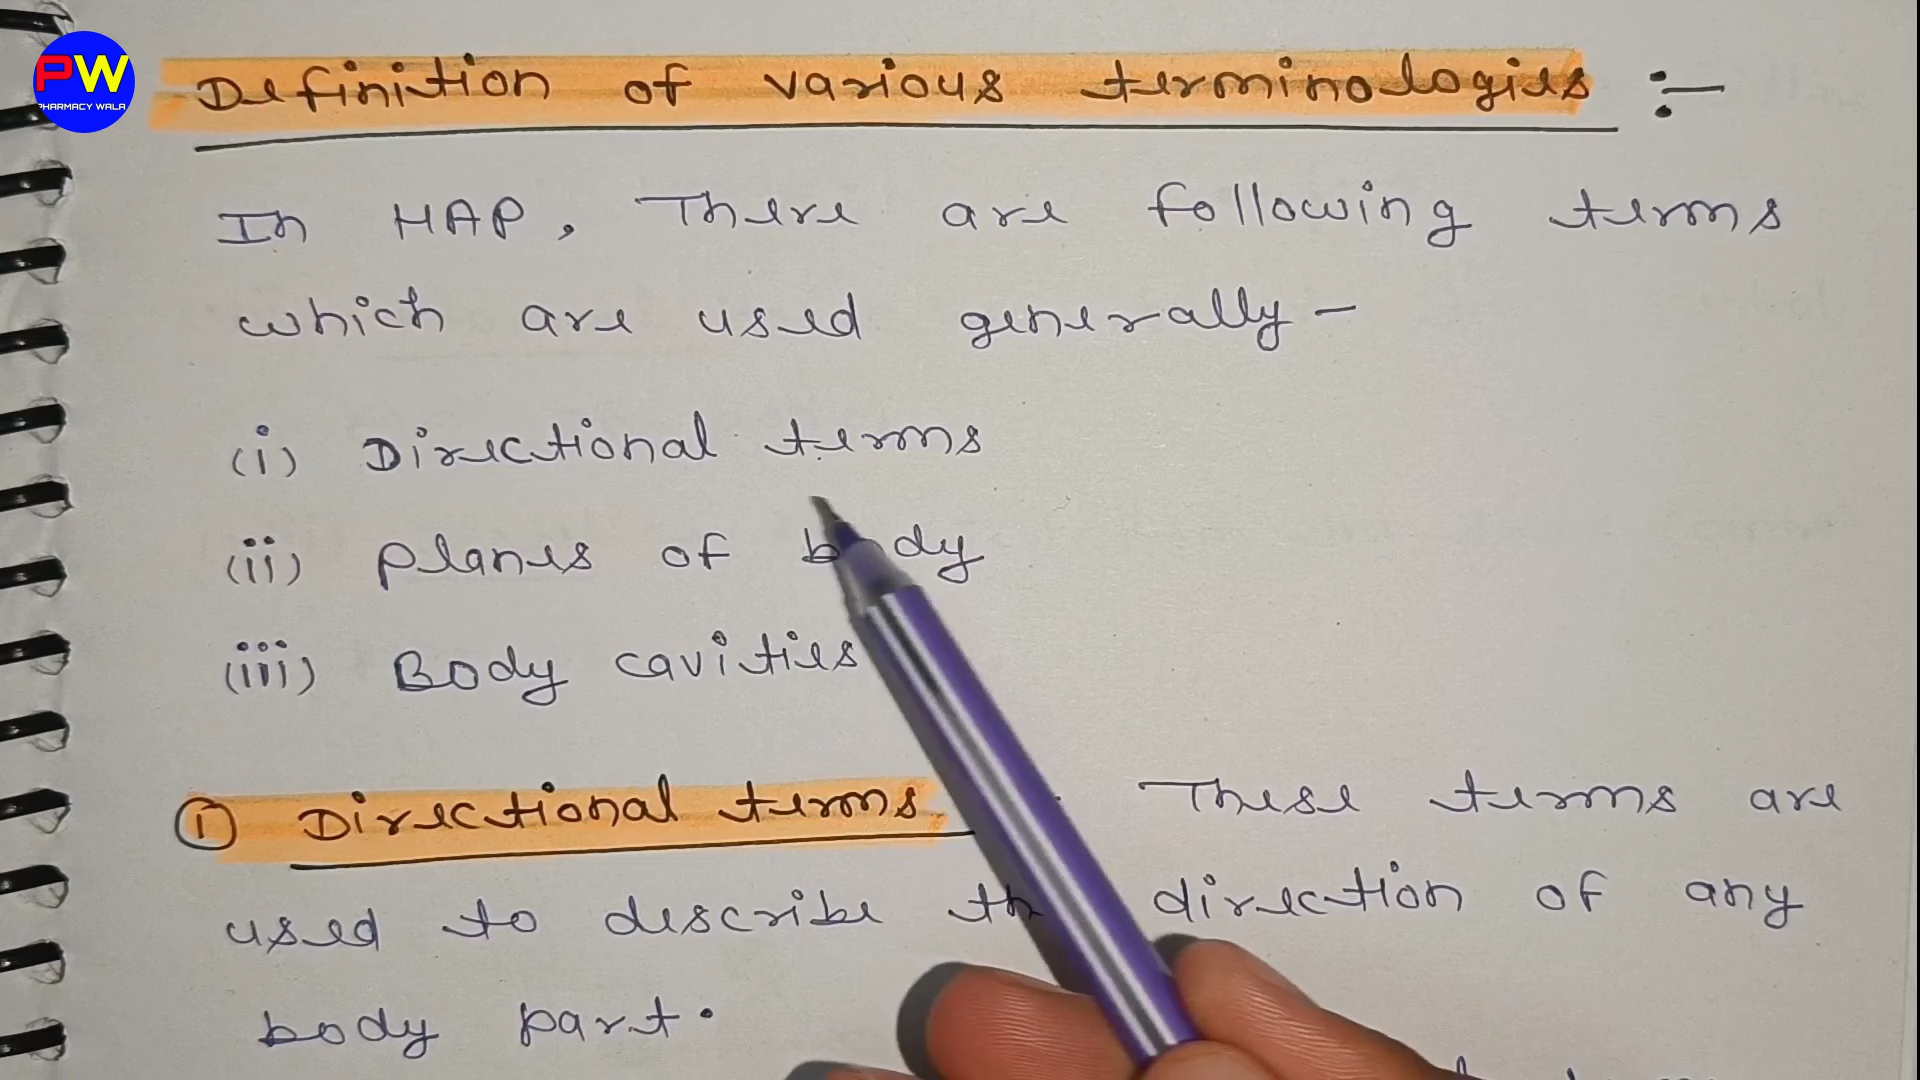 PW
PHARMACY WALA
Definition of various terminologies :-
In HAP, There are following terms
which are used generally -
(i) Directional terms
(ii) Planes of body
(iii) Body cavities
① Directional terms These terms are
used to describe th direction of any
body part.